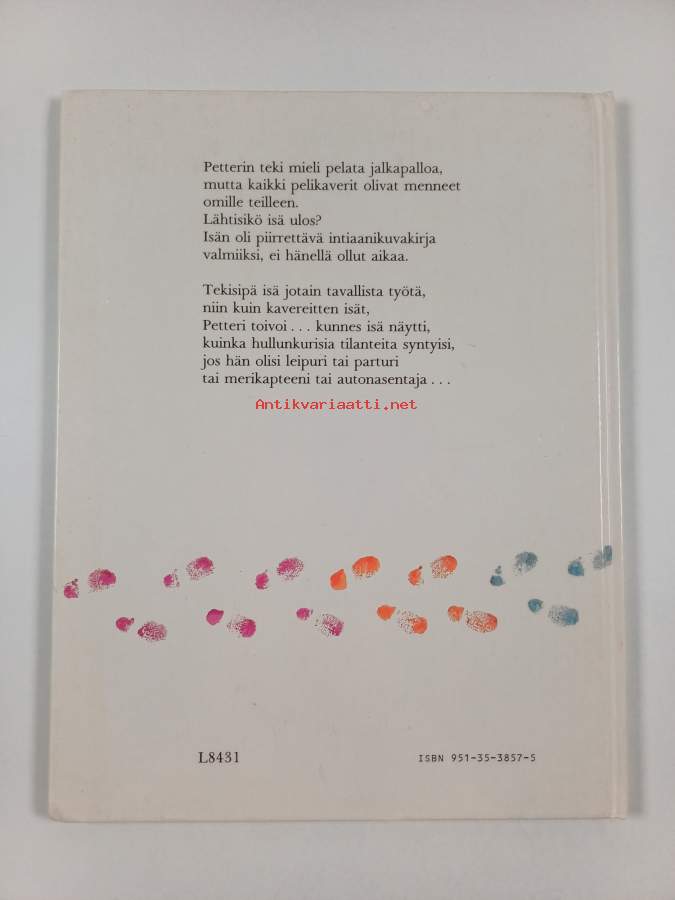 Petterin teki mieli pelata jalkapalloa,
mutta kaikki pelikaverit olivat menneet
omille teilleen.
Lähtisikö isä ulos?
Isän oli piirrettävä intiaanikuvakirja
valmiiksi, ei hänellä ollut aikaa.
Tekisipä isä jotain tavallista työtä,
niin kuin kavereitten isät,
Petteri toivoi . . . kunnes isä näytti,
kuinka hullunkurisia tilanteita syntyisi,
jos hän olisi leipuri tai parturi
tai merikapteeni tai autonasentaja . . .
Antikvariaatti.net
L8431
ISBN 951-35-3857-5